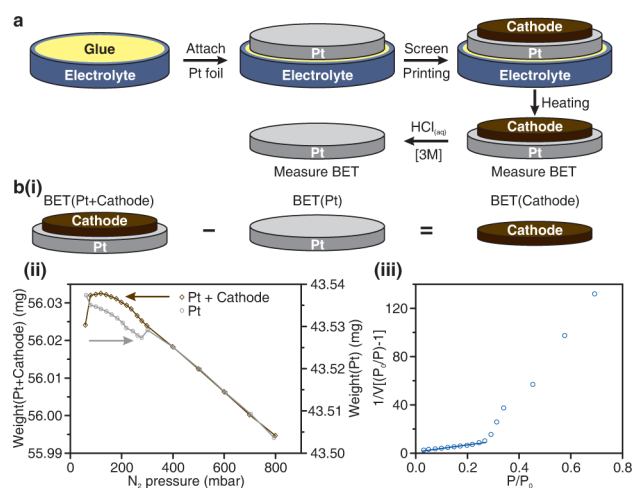 a
Glue
Electrolyte
Attach
Pt foil
Pt
Electrolyte
Screen
Printing
Cathode
Pt
Electrolyte
Heating
Cathode
Pt
Measure BET
HCl(aq)
[3M]
Pt
Measure BET
b(i)
BET(Pt+Cathode)
Cathode
Pt
–
BET(Pt)
Pt
=
BET(Cathode)
Cathode
(ii)
Weight(Pt+Cathode) (mg)
56.03
56.02
56.01
56.00
55.99
Pt + Cathode
Pt
43.54
43.53
43.52
43.51
43.50
Weight(Pt) (mg)
0 200 400 600 800 1000
N2 pressure (mbar)
(iii)
1/V[(P0/P)-1]
120
80
40
0
0.0 0.2 0.4 0.6 0.8
P/P0